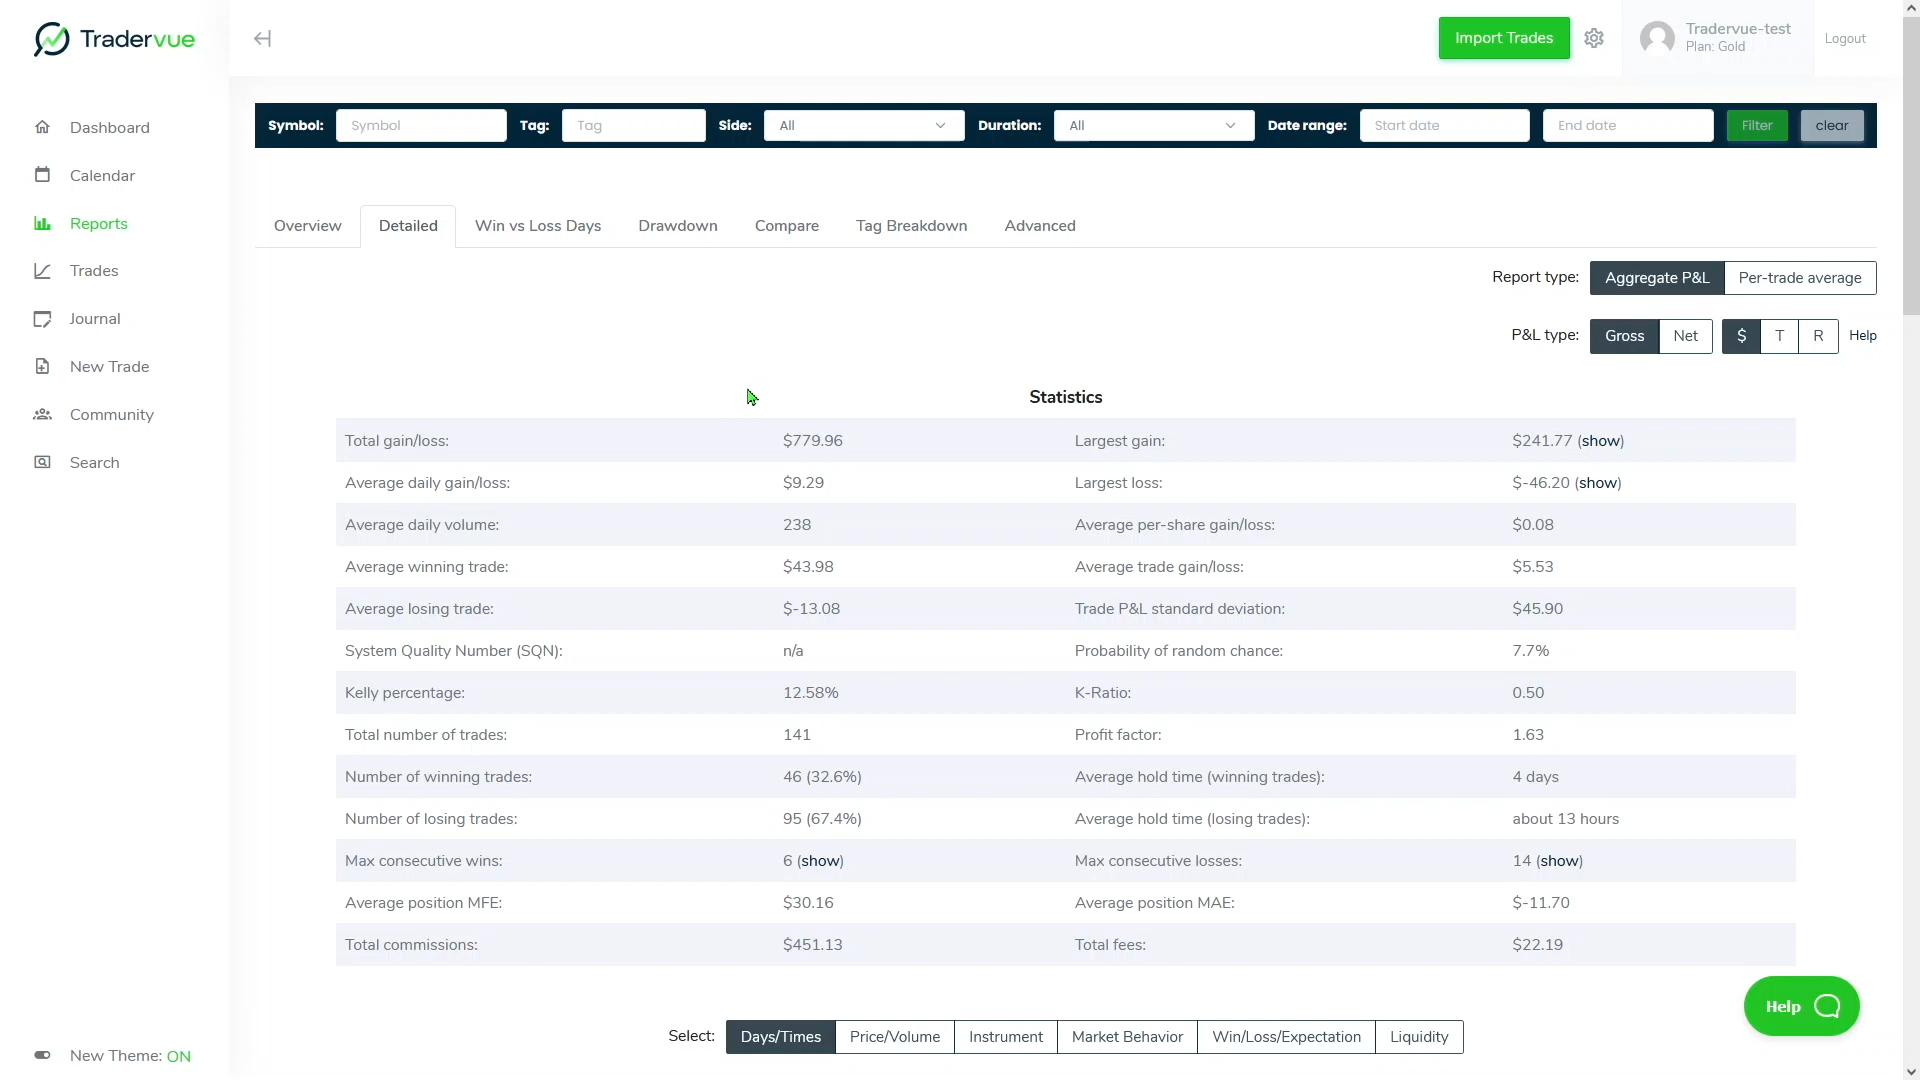 Tradervue
Import Trades
Tradervue-test
Plan: Gold
Logout
Dashboard
Calendar
Reports
Trades
Journal
New Trade
Community
Search
New Theme: ON
Symbol: Symbol Tag: Tag Side: All Duration: All Date range: Start date End date Filter clear
Overview Detailed Win vs Loss Days Drawdown Compare Tag Breakdown Advanced
Report type: Aggregate P&L Per-trade average
P&L type: Gross Net $ T R Help
Statistics
Total gain/loss: $779.96 Largest gain: $241.77 (show)
Average daily gain/loss: $9.29 Largest loss: $-46.20 (show)
Average daily volume: 238 Average per-share gain/loss: $0.08
Average winning trade: $43.98 Average trade gain/loss: $5.53
Average losing trade: $-13.08 Trade P&L standard deviation: $45.90
System Quality Number (SQN): n/a Probability of random chance: 7.7%
Kelly percentage: 12.58% K-Ratio: 0.50
Total number of trades: 141 Profit factor: 1.63
Number of winning trades: 46 (32.6%) Average hold time (winning trades): 4 days
Number of losing trades: 95 (67.4%) Average hold time (losing trades): about 13 hours
Max consecutive wins: 6 (show) Max consecutive losses: 14 (show)
Average position MFE: $30.16 Average position MAE: $-11.70
Total commissions: $451.13 Total fees: $22.19
Select: Days/Times Price/Volume Instrument Market Behavior Win/Loss/Expectation Liquidity
Help